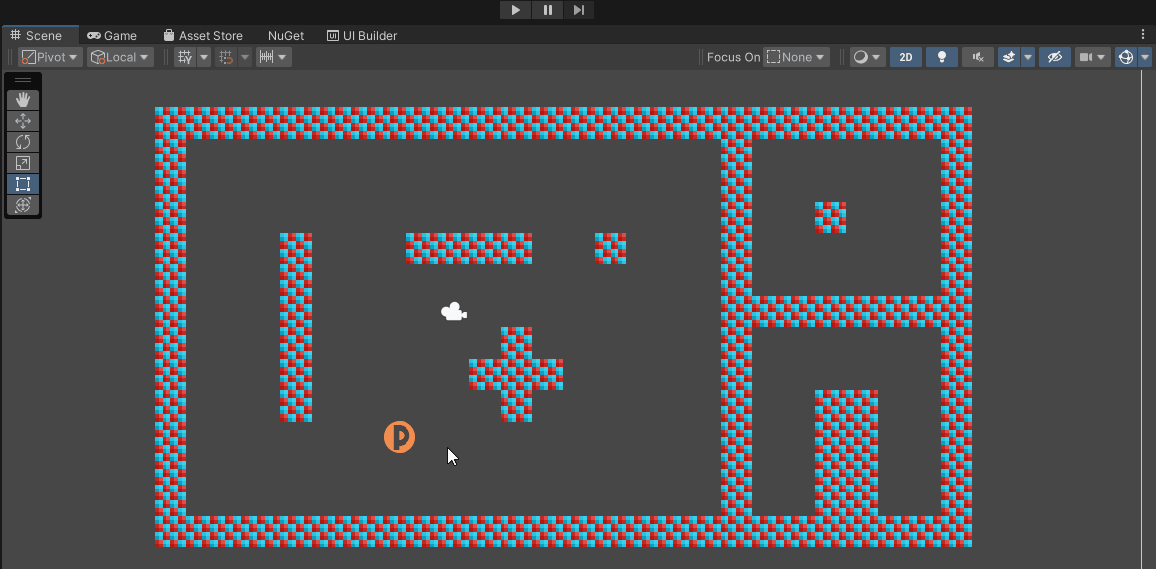 Scene Game Asset Store NuGet UI Builder
Pivot Local Focus On None 2D
P